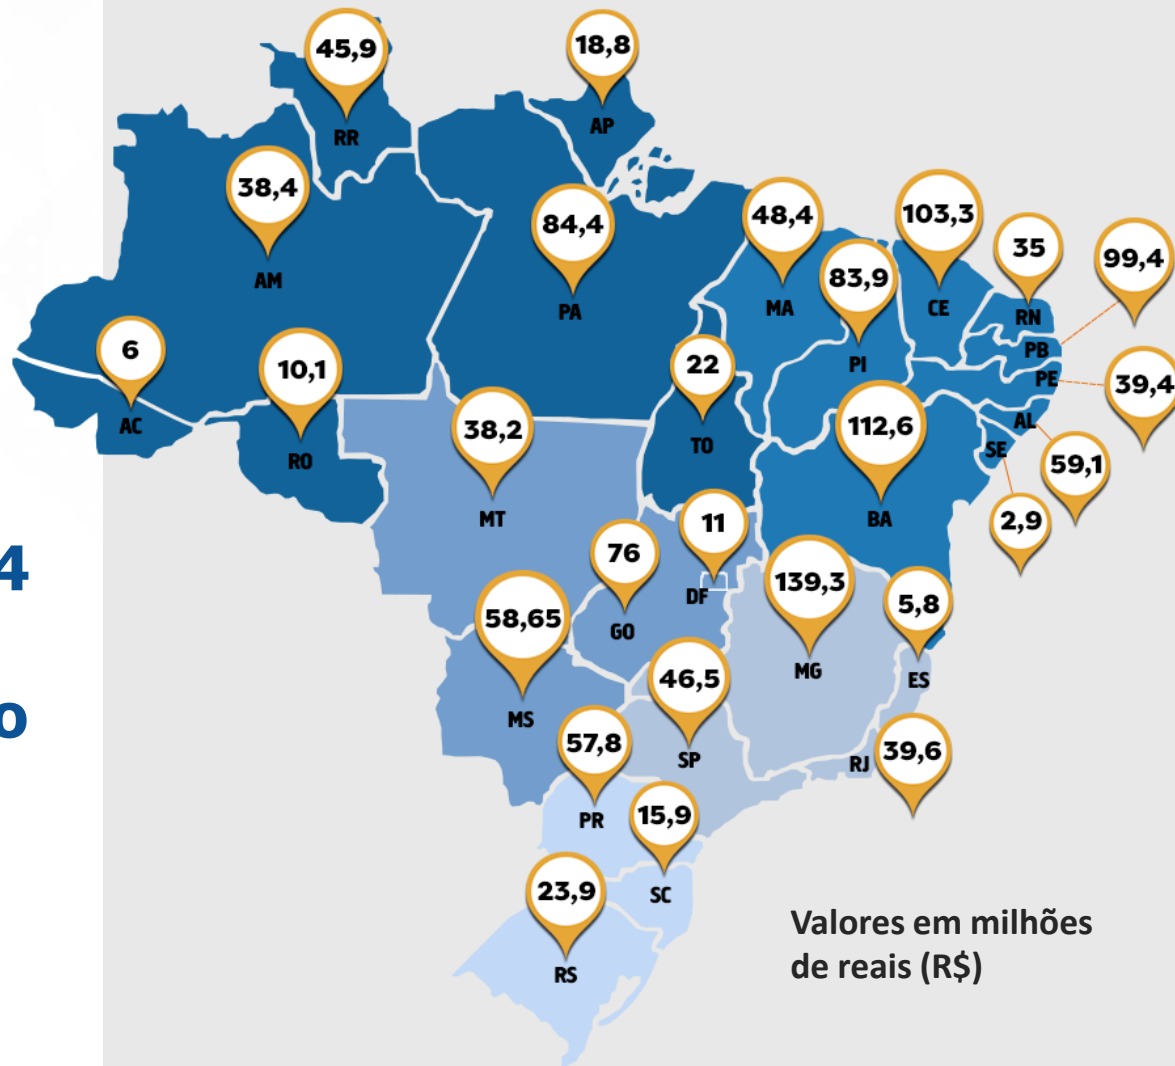 45,9
RR
18,8
AP
38,4
AM
84,4
PA
48,4
MA
83,9
PI
103,3
CE
35
RN
99,4
PB
39,4
PE
59,1
AL
2,9
SE
6
AC
10,1
RO
22
TO
112,6
BA
38,2
MT
11
DF
76
GO
58,65
MS
139,3
MG
5,8
ES
46,5
SP
39,6
RJ
57,8
PR
15,9
SC
23,9
RS
4
o
Valores em milhões
de reais (R$)